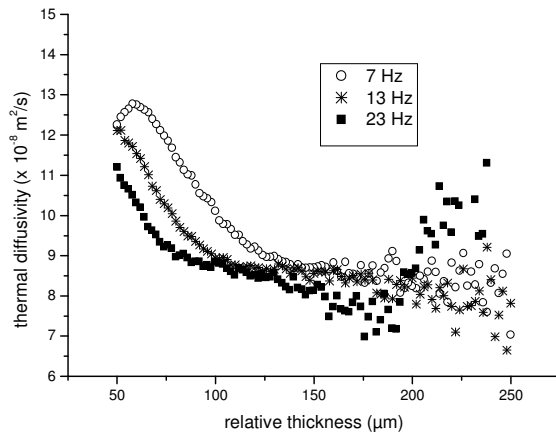 15
14
13
12
11
10
9
8
7
6
thermal diffusivity (x 10⁻⁸ m²/s)
7 Hz
13 Hz
23 Hz
50 100 150 200 250
relative thickness (µm)